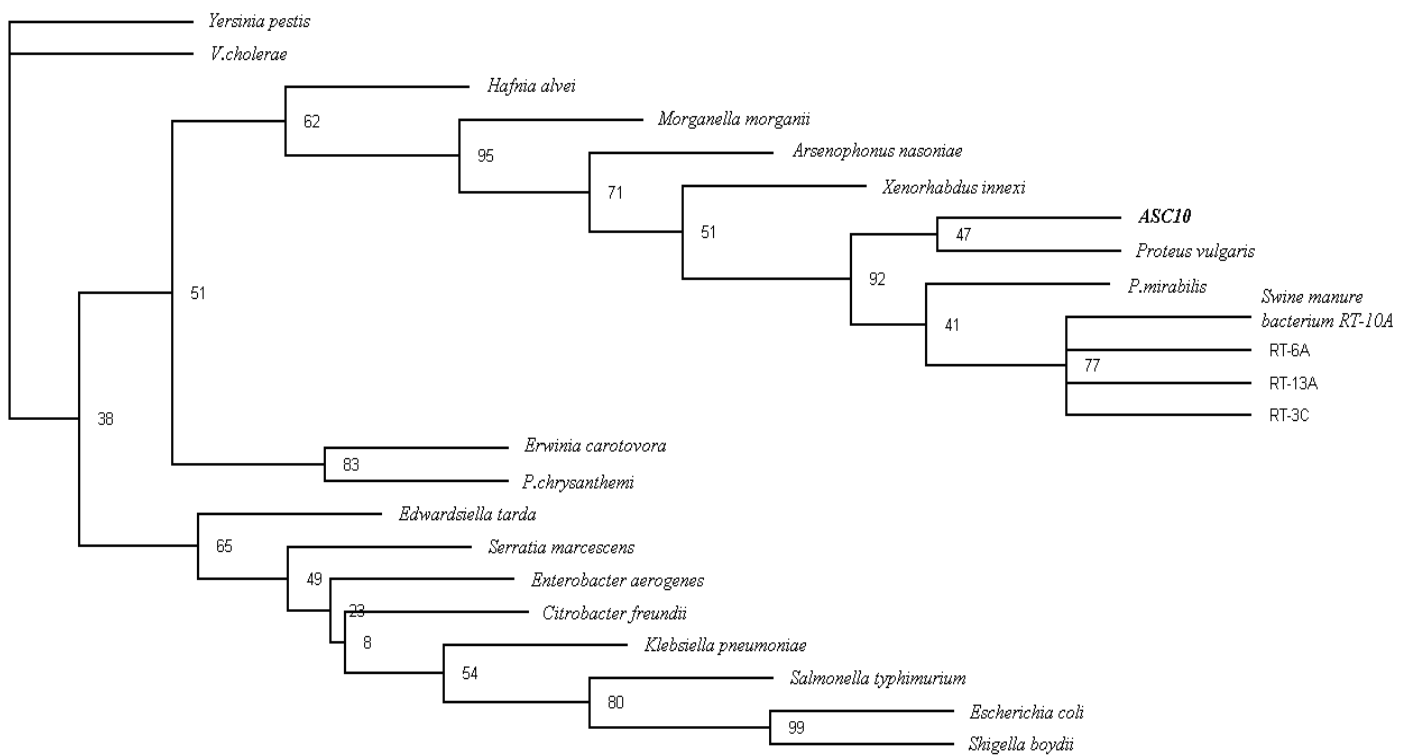 Yersinia pestis
V.cholerae
Hafnia alvei
62
Morganella morganii
95
Arsenophonus nasoniae
71
Xenorhabdus innexi
51
ASC10
47
Proteus vulgaris
92
P.mirabilis
51
Swine manure
bacterium RT-10A
41
RT-6A
77
RT-13A
RT-3C
38
Erwinia carotovora
83
P.chrysanthemi
Edwardsiella tarda
65
Serratia marcescens
49
Enterobacter aerogenes
23
Citrobacter freundii
8
Klebsiella pneumoniae
54
Salmonella typhimurium
80
Escherichia coli
99
Shigella boydii